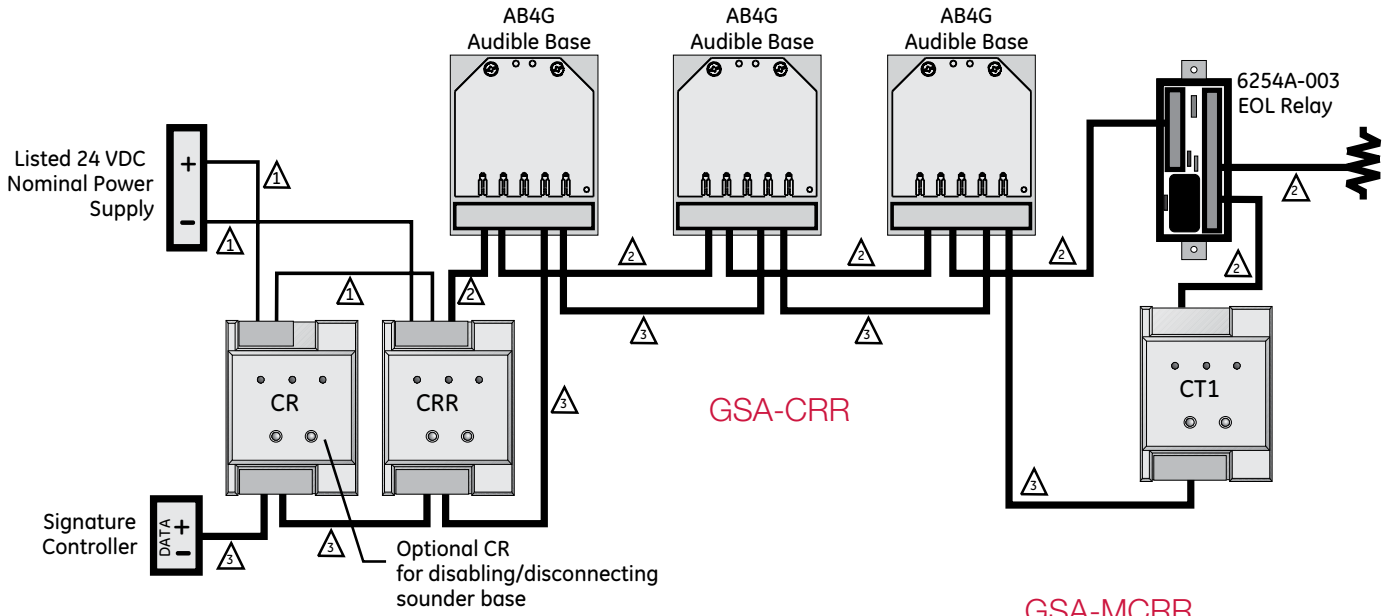 AB4G
Audible Base
AB4G
Audible Base
AB4G
Audible Base
6254A-003
EOL Relay
Listed 24 VDC
Nominal Power
Supply
+
-
1
1
1
2
2
2
2
2
2
3
3
CR
CRR
3
GSA-CRR
CT1
3
Signature
Controller
DATA
+
-
3
3
Optional CR
for disabling/disconnecting
sounder base
GSA-MCRR